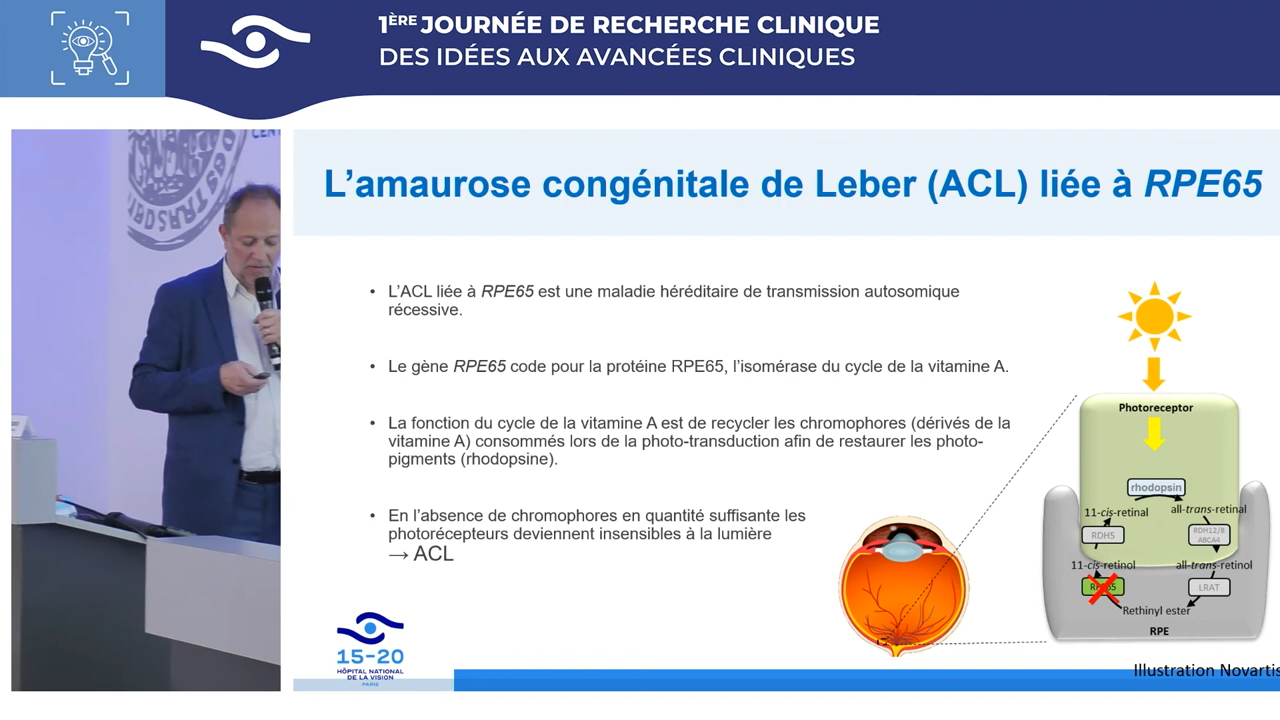 1ÈRE JOURNÉE DE RECHERCHE CLINIQUE
DES IDÉES AUX AVANCÉES CLINIQUES
L'amaurose congénitale de Leber (ACL) liée à RPE65
• L'ACL liée à RPE65 est une maladie héréditaire de transmission autosomique
récessive.
• Le gène RPE65 code pour la protéine RPE65, l'isomérase du cycle de la vitamine A.
• La fonction du cycle de la vitamine A est de recycler les chromophores (dérivés de la
vitamine A) consommés lors de la photo-transduction afin de restaurer les photo-
pigments (rhodopsine).
• En l'absence de chromophores en quantité suffisante les
photorécepteurs deviennent insensibles à la lumière
→ ACL
Photoreceptor
rhodopsin
11-cis-retinal
all-trans-retinal
RDH5
RDH12/8
ABCA4
11-cis-retinol
all-trans-retinol
LRAT
Rethinyl ester
RPE
15-20
HÔPITAL NATIONAL
DE LA VISION
PARIS
Illustration Novartis